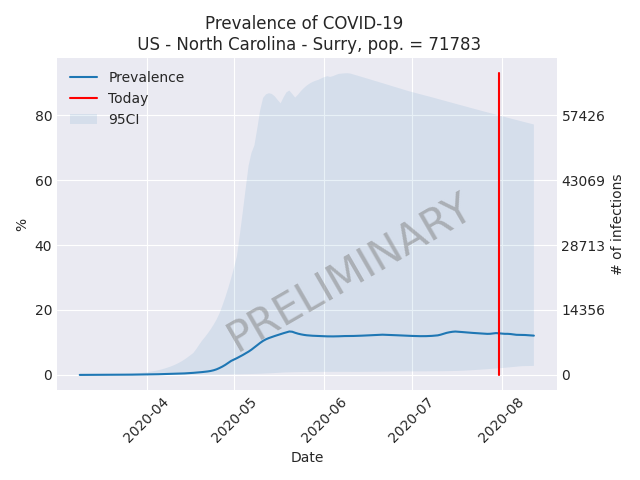 Prevalence of COVID-19
US - North Carolina - Surry, pop. = 71783
Prevalence
Today
95CI
80
60
40
20
0
%
57426
43069
28713
14356
0
# of infections
PRELIMINARY
2020-04
2020-05
2020-06
2020-07
2020-08
Date